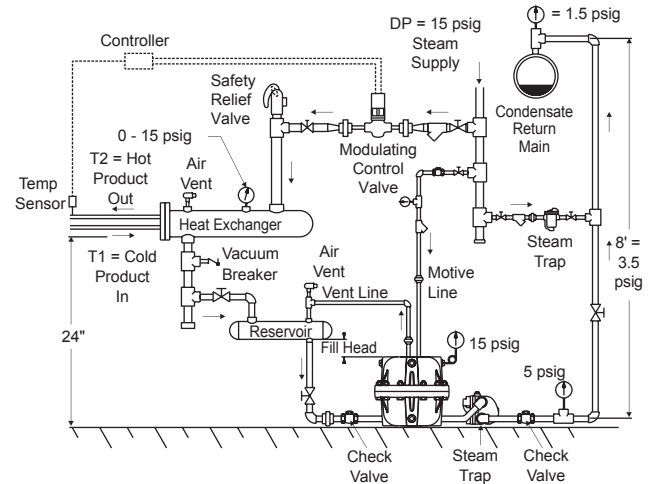 = 1.5 psig
Controller
DP = 15 psig
Steam
Supply
Safety
Relief
Valve
Condensate
Return
Main
0 - 15 psig
Modulating
Control
Valve
T2 = Hot
Product
Out
Air
Vent
Temp
Sensor
Heat Exchanger
Steam
Trap
T1 = Cold
Product
In
Vacuum
Breaker
Air
Vent
Vent Line
Motive
Line
8' =
3.5
psig
24"
Reservoir
Fill Head
15 psig
5 psig
Check
Valve
Steam
Trap
Check
Valve